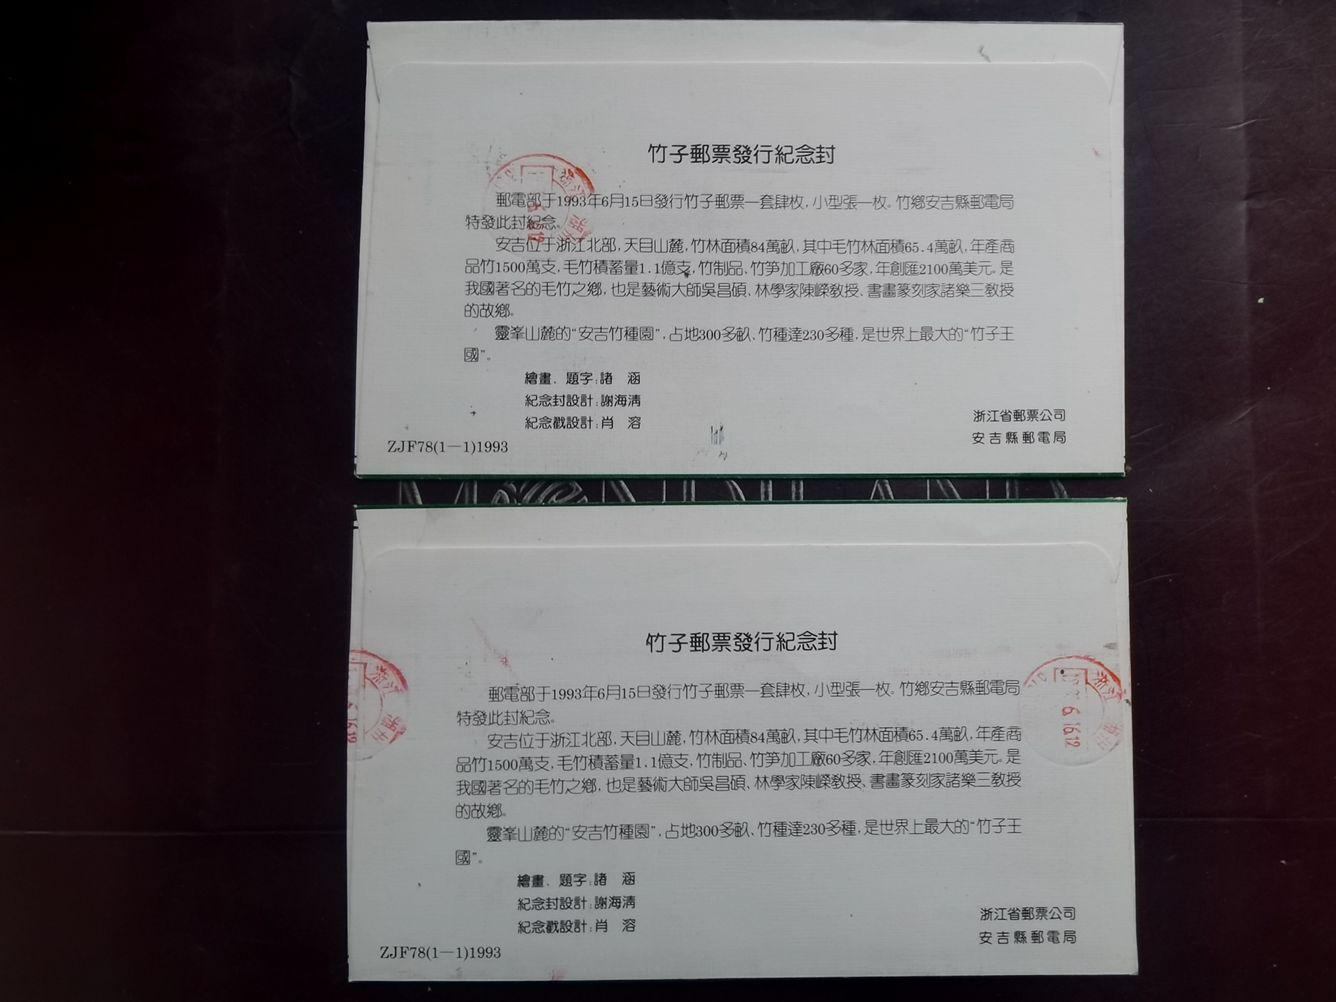 竹子郵票發行紀念封
郵電部于1993年6月15日發行竹子郵票一套肆枚，小型張一枚。竹鄉安吉縣郵電局
特發此封紀念。
安吉位于浙江北部，天目山麓，竹林面積84萬畝，其中毛竹林面積65.4萬畝，年產商
品竹1500萬支，毛竹積蓄量1.1億支，竹制品、竹笋加工廠60多家，年創匯2100萬美元。是
我國著名的毛竹之鄉，也是藝術大師吳昌碩、林學家陳嶸教授、書畫篆刻家諸樂三教授
的故鄉。
靈峯山麓的“安吉竹種園”，占地300多畝、竹種達230多種，是世界上最大的“竹子王
國”。
繪畫、題字：諸　涵
紀念封設計：謝海清
紀念戳設計：肖　溶
浙江省郵票公司
安吉縣郵電局
ZJF78(1—1)1993
浙江
湖州
竹子郵票發行紀念封
郵電部于1993年6月15日發行竹子郵票一套肆枚，小型張一枚。竹鄉安吉縣郵電局
特發此封紀念。
安吉位于浙江北部，天目山麓，竹林面積84萬畝，其中毛竹林面積65.4萬畝，年產商
品竹1500萬支，毛竹積蓄量1.1億支，竹制品、竹笋加工廠60多家，年創匯2100萬美元。是
我國著名的毛竹之鄉，也是藝術大師吳昌碩、林學家陳嶸教授、書畫篆刻家諸樂三教授
的故鄉。
靈峯山麓的“安吉竹種園”，占地300多畝、竹種達230多種，是世界上最大的“竹子王
國”。
繪畫、題字：諸　涵
紀念封設計：謝海清
紀念戳設計：肖　溶
浙江省郵票公司
安吉縣郵電局
ZJF78(1—1)1993
浙江
湖州
浙江
6.16.12